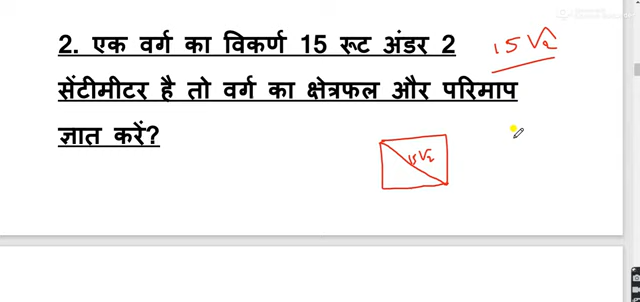 2. एक वर्ग का विकर्ण 15 रूट अंडर 2
15 √2
सेंटीमीटर है तो वर्ग का क्षेत्रफल और परिमाप
ज्ञात करें?
15√2